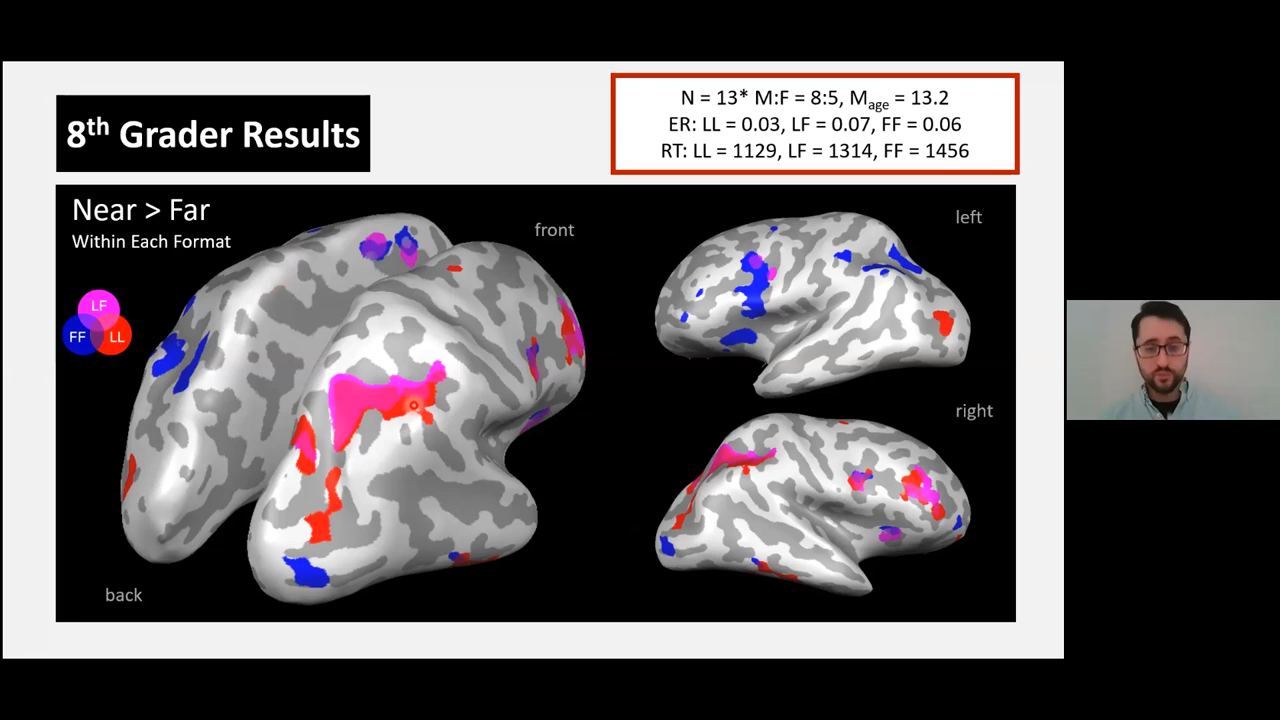 8th Grader Results
N = 13* M:F = 8:5, Mage = 13.2
ER: LL = 0.03, LF = 0.07, FF = 0.06
RT: LL = 1129, LF = 1314, FF = 1456
Near > Far
Within Each Format
LF
FF
LL
front
back
left
right